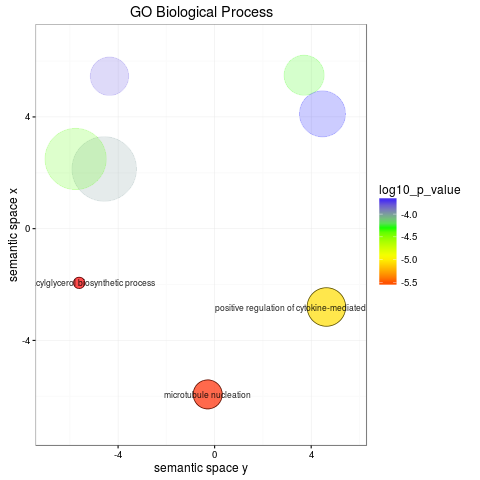 GO Biological Process
semantic space x
4
0
-4
cylglycerol biosynthetic process
positive regulation of cytokine-mediated
microtubule nucleation
-4
0
4
semantic space y
log10_p_value
-4.0
-4.5
-5.0
-5.5